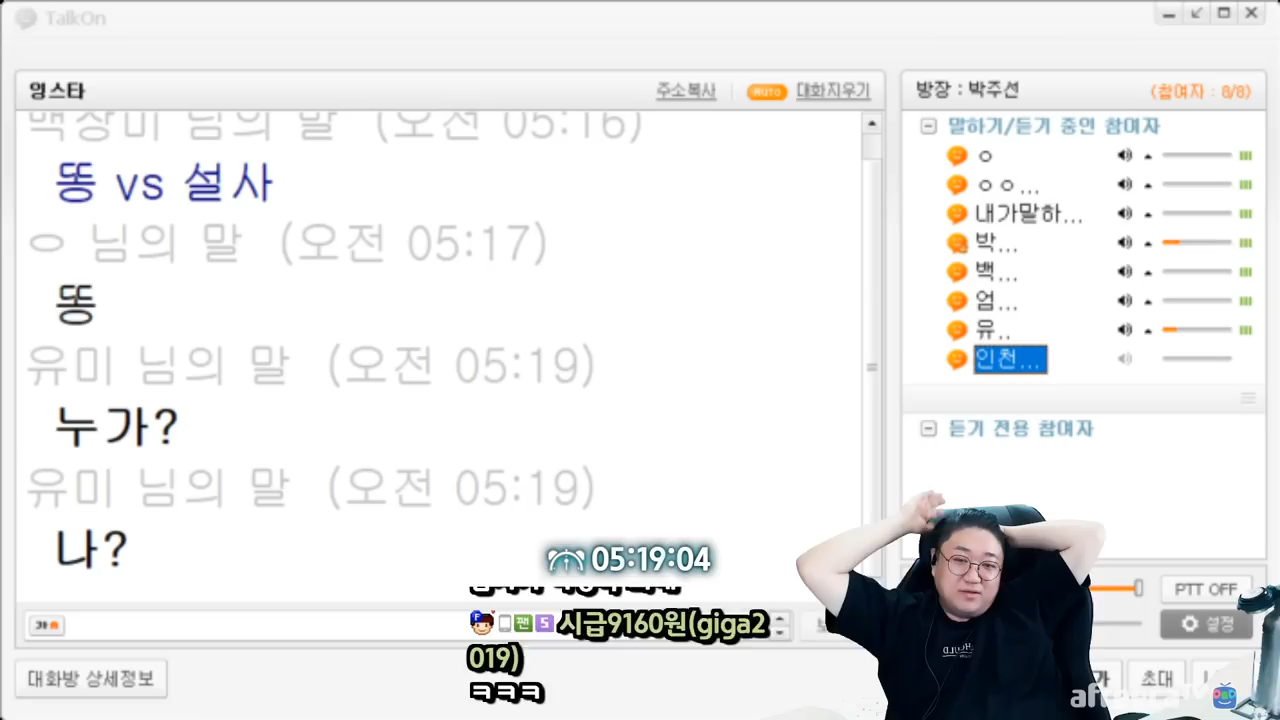 TalkOn
잉스타
주소복사
AUTO
대화지우기
백장미 님의 말 (오전 05:16)
똥 vs 설사
ㅇ 님의 말 (오전 05:17)
똥
유미 님의 말 (오전 05:19)
누가?
유미 님의 말 (오전 05:19)
나?
방장 : 박주선
(참여자 : 8/8)
말하기/듣기 중인 참여자
ㅇ
ㅇㅇ...
내가말하...
박...
백...
엄...
유..
인천...
듣기 전용 참여자
05:19:04
F 팬 5 시급9160원(giga2
019)
ㅋㅋㅋ
PTT OFF
설정
가
대화방 상세정보
초대